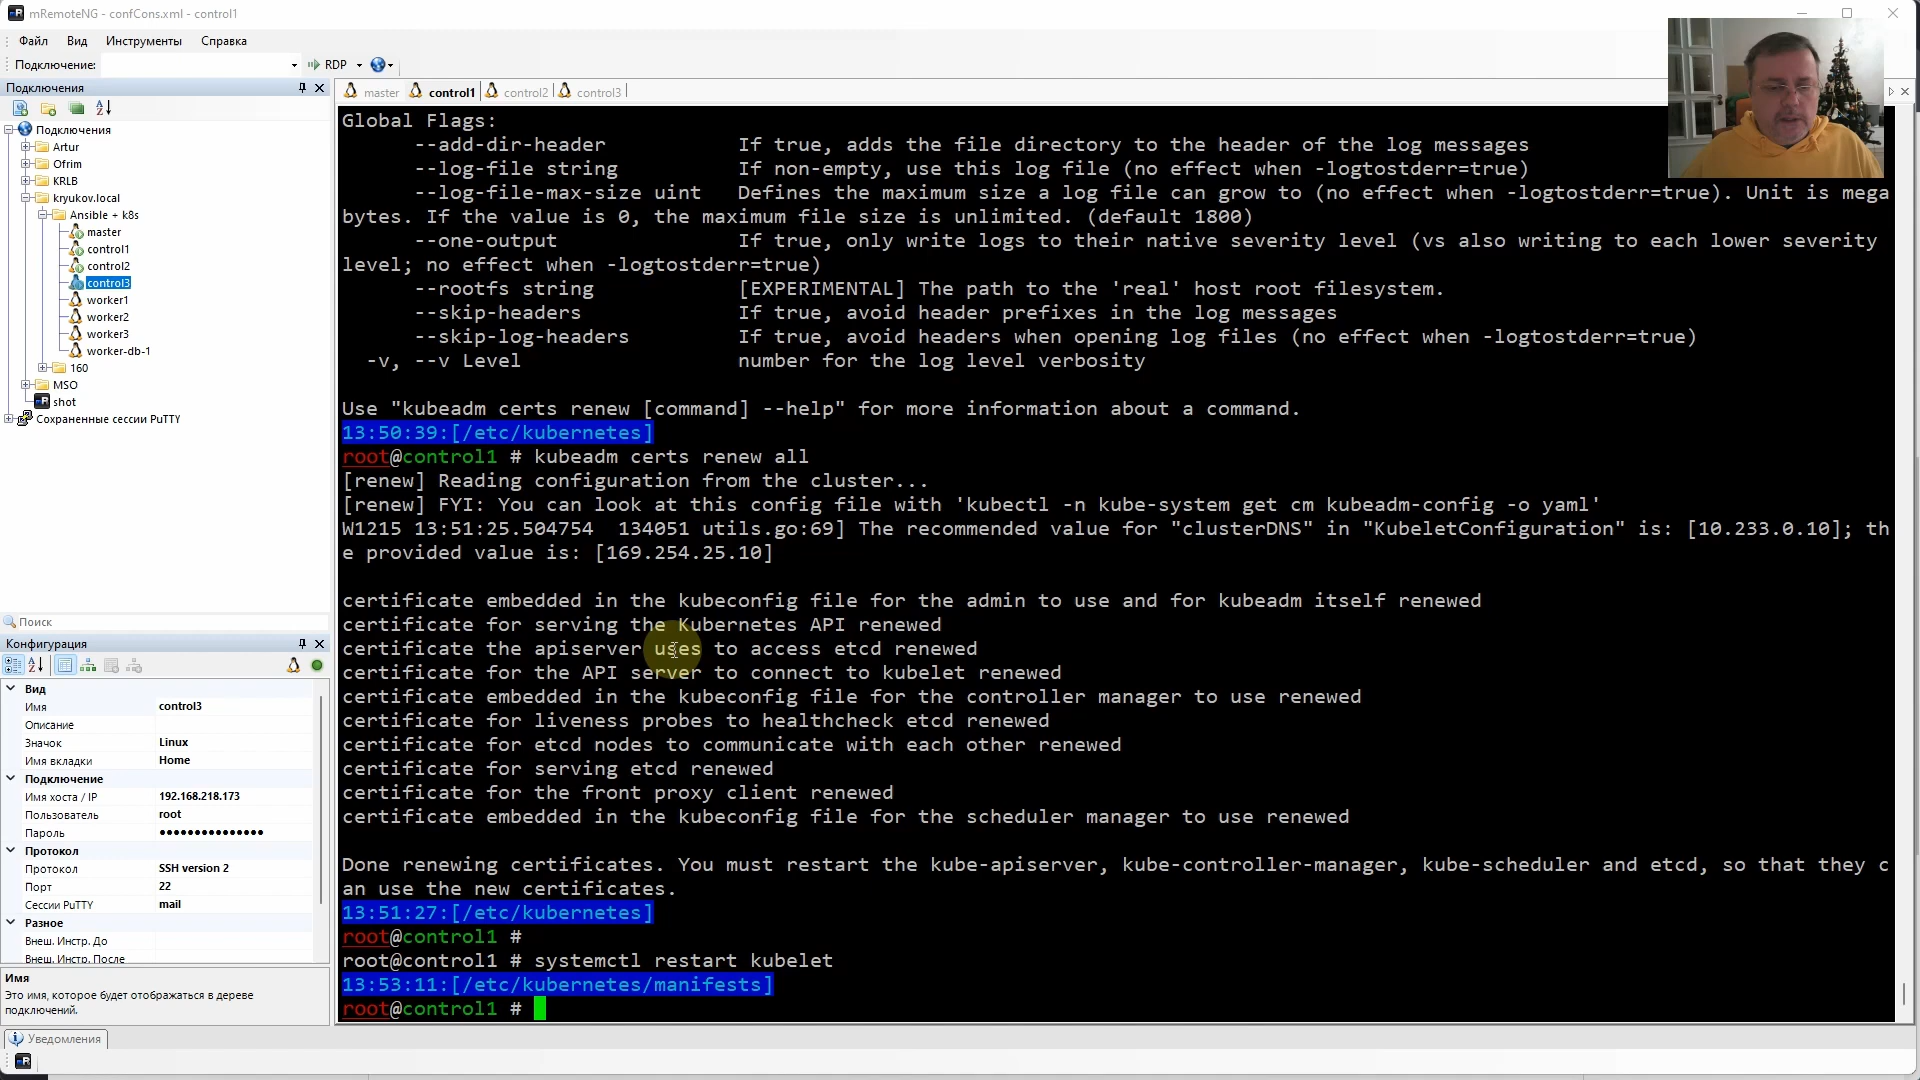 mRemoteNG - confCons.xml - control1
Файл Вид Инструменты Справка
Подключение: RDP
Подключения
Подключения
Artur
Ofrim
KRLB
kryukov.local
Ansible + k8s
master
control1
control2
control3
worker1
worker2
worker3
worker-db-1
160
MSO
shot
Сохраненные сессии PuTTY
Поиск
Конфигурация
Вид
Имя control3
Описание
Значок Linux
Имя вкладки Home
Подключение
Имя хоста / IP 192.168.218.173
Пользователь root
Пароль ●●●●●●●●●●●●●●●
Протокол
Протокол SSH version 2
Порт 22
Сессии PuTTY mail
Разное
Внеш. Инстр. До
Внеш. Инстр. После
Имя
Это имя, которое будет отображаться в дереве
подключений.
Уведомления
master control1 control2 control3
Global Flags:
--add-dir-header If true, adds the file directory to the header of the log messages
--log-file string If non-empty, use this log file (no effect when -logtostderr=true)
--log-file-max-size uint Defines the maximum size a log file can grow to (no effect when -logtostderr=true). Unit is mega
bytes. If the value is 0, the maximum file size is unlimited. (default 1800)
--one-output If true, only write logs to their native severity level (vs also writing to each lower severity
level; no effect when -logtostderr=true)
--rootfs string [EXPERIMENTAL] The path to the 'real' host root filesystem.
--skip-headers If true, avoid header prefixes in the log messages
--skip-log-headers If true, avoid headers when opening log files (no effect when -logtostderr=true)
-v, --v Level number for the log level verbosity
Use "kubeadm certs renew [command] --help" for more information about a command.
13:50:39:[/etc/kubernetes]
root@control1 # kubeadm certs renew all
[renew] Reading configuration from the cluster...
[renew] FYI: You can look at this config file with 'kubectl -n kube-system get cm kubeadm-config -o yaml'
W1215 13:51:25.504754 134051 utils.go:69] The recommended value for "clusterDNS" in "KubeletConfiguration" is: [10.233.0.10]; th
e provided value is: [169.254.25.10]
certificate embedded in the kubeconfig file for the admin to use and for kubeadm itself renewed
certificate for serving the Kubernetes API renewed
certificate the apiserver uses to access etcd renewed
certificate for the API server to connect to kubelet renewed
certificate embedded in the kubeconfig file for the controller manager to use renewed
certificate for liveness probes to healthcheck etcd renewed
certificate for etcd nodes to communicate with each other renewed
certificate for serving etcd renewed
certificate for the front proxy client renewed
certificate embedded in the kubeconfig file for the scheduler manager to use renewed
Done renewing certificates. You must restart the kube-apiserver, kube-controller-manager, kube-scheduler and etcd, so that they c
an use the new certificates.
13:51:27:[/etc/kubernetes]
root@control1 #
root@control1 # systemctl restart kubelet
13:53:11:[/etc/kubernetes/manifests]
root@control1 #